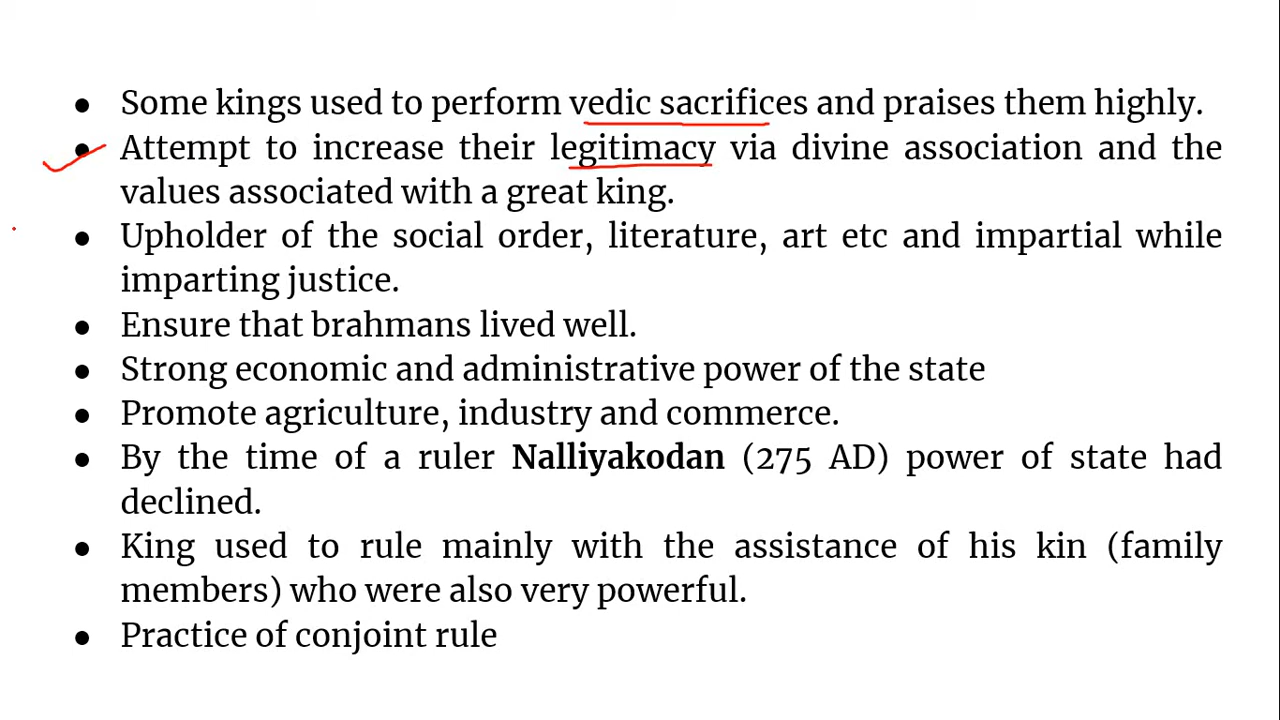 ● Some kings used to perform vedic sacrifices and praises them highly.
● Attempt to increase their legitimacy via divine association and the
values associated with a great king.
● Upholder of the social order, literature, art etc and impartial while
imparting justice.
● Ensure that brahmans lived well.
● Strong economic and administrative power of the state
● Promote agriculture, industry and commerce.
● By the time of a ruler Nalliyakodan (275 AD) power of state had
declined.
● King used to rule mainly with the assistance of his kin (family
members) who were also very powerful.
● Practice of conjoint rule